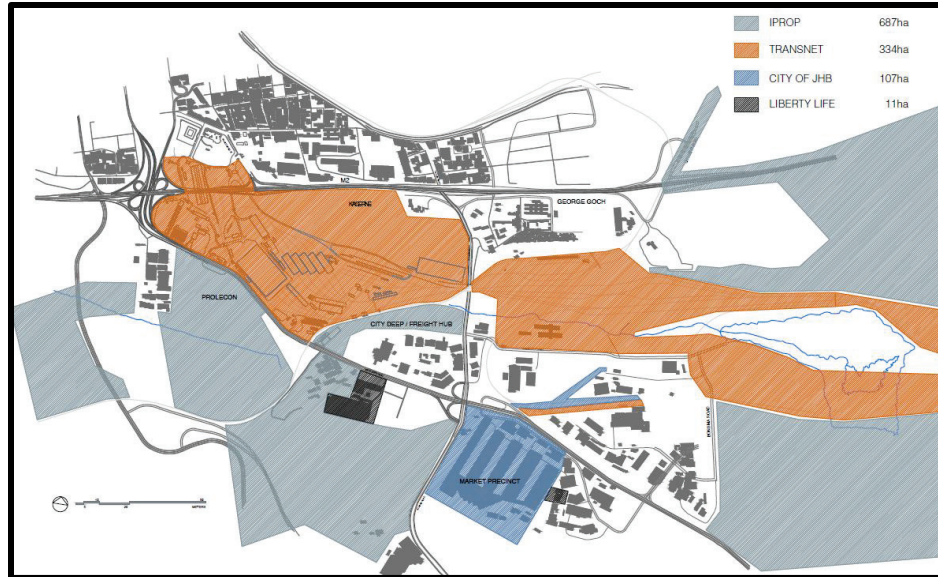 IPROP 687ha
TRANSNET 334ha
CITY OF JHB 107ha
LIBERTY LIFE 11ha
M2
KASERNE
GEORGE GOCH
PROLECON
CITY DEEP / FREIGHT HUB
MARKET PRECINCT